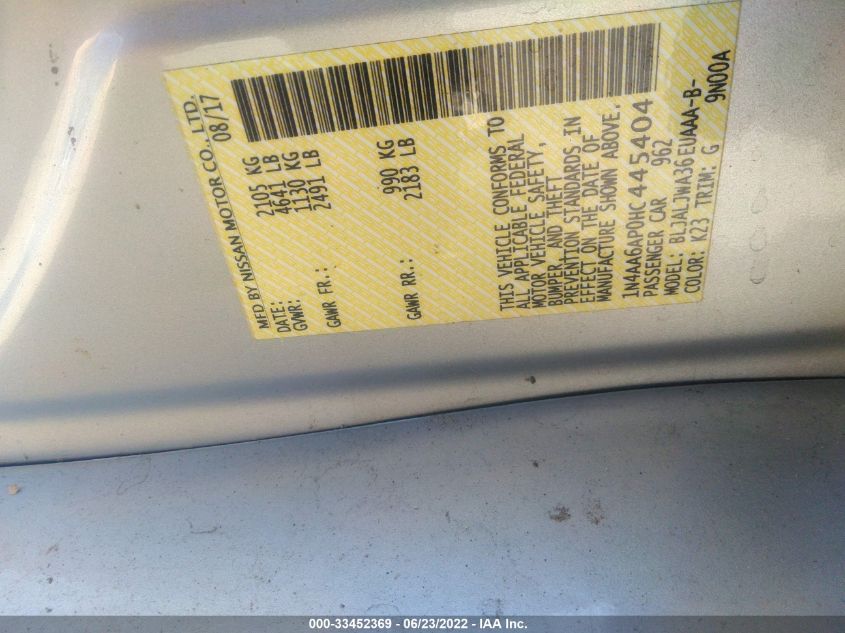 MFD BY NISSAN MOTOR CO., LTD.
DATE: 08/17
GVWR: 2105 KG
4641 LB
GAWR FR.: 1130 KG
2491 LB
GAWR RR.: 990 KG
2183 LB
THIS VEHICLE CONFORMS TO
ALL APPLICABLE FEDERAL
MOTOR VEHICLE SAFETY,
BUMPER, AND THEFT
PREVENTION STANDARDS IN
EFFECT ON THE DATE OF
MANUFACTURE SHOWN ABOVE.
1N4AA6AP0HC445404
PASSENGER CAR 962
MODEL: BLJALJWA36EUAAA-B-
COLOR: K23 TRIM: G 9N00A
000-33452369 - 06/23/2022 - IAA Inc.